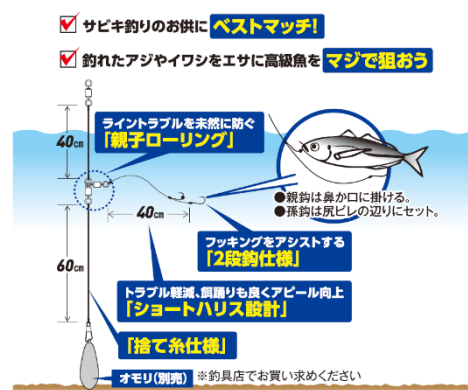 サビキ釣りのお供にベストマッチ!
釣れたアジやイワシをエサに高級魚をマジで狙おう
ライントラブルを未然に防ぐ
「親子ローリング」
40cm
●親鈎は鼻か口に掛ける。
●孫鈎は尻ビレの辺りにセット。
40cm
フッキングをアシストする
「2段鈎仕様」
60cm
トラブル軽減、餌踊りも良くアピール向上
「ショートハリス設計」
「捨て糸仕様」
オモリ(別売)
※釣具店でお買い求めください